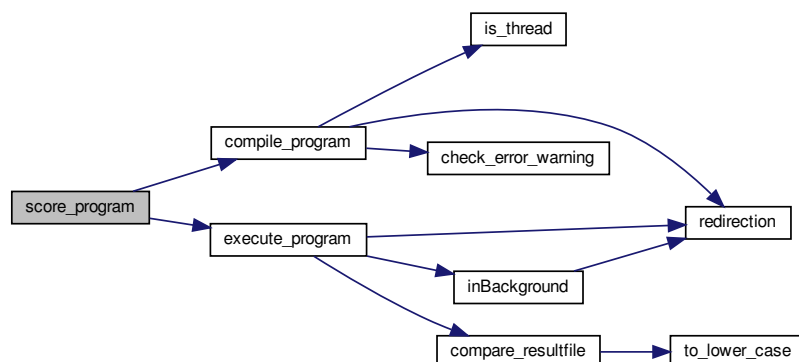 is_thread
compile_program
check_error_warning
score_program
redirection
execute_program
inBackground
compare_resultfile
to_lower_case